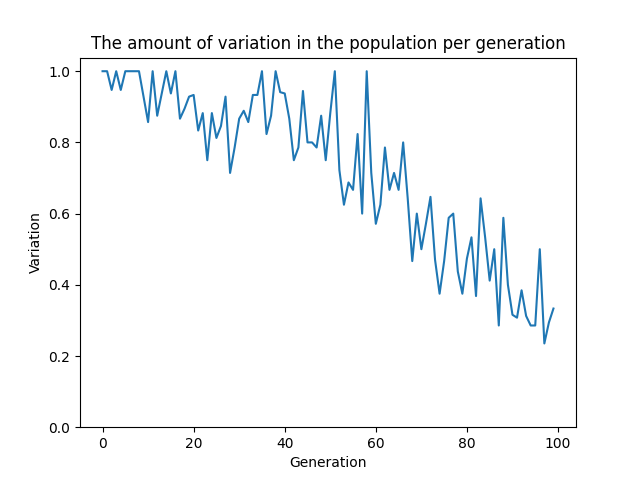 The amount of variation in the population per generation
1.0
0.8
0.6
0.4
0.2
0.0
Variation
0 20 40 60 80 100
Generation